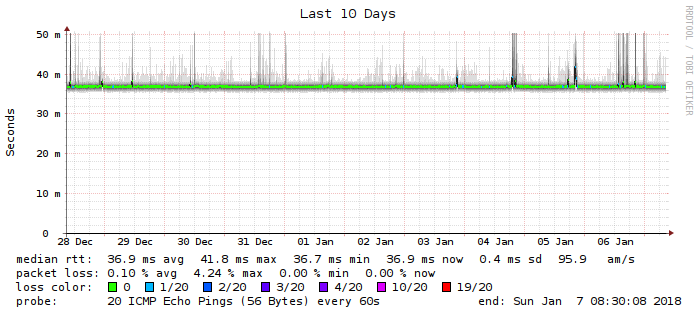 Last 10 Days
RRDTOOL / TOBI OETIKER
Seconds
50 m
40 m
30 m
20 m
10 m
0
28 Dec 29 Dec 30 Dec 31 Dec 01 Jan 02 Jan 03 Jan 04 Jan 05 Jan 06 Jan
median rtt: 36.9 ms avg 41.8 ms max 36.7 ms min 36.9 ms now 0.4 ms sd 95.9 am/s
packet loss: 0.10 % avg 4.24 % max 0.00 % min 0.00 % now
loss color: 0 1/20 2/20 3/20 4/20 10/20 19/20
probe: 20 ICMP Echo Pings (56 Bytes) every 60s end: Sun Jan 7 08:30:08 2018